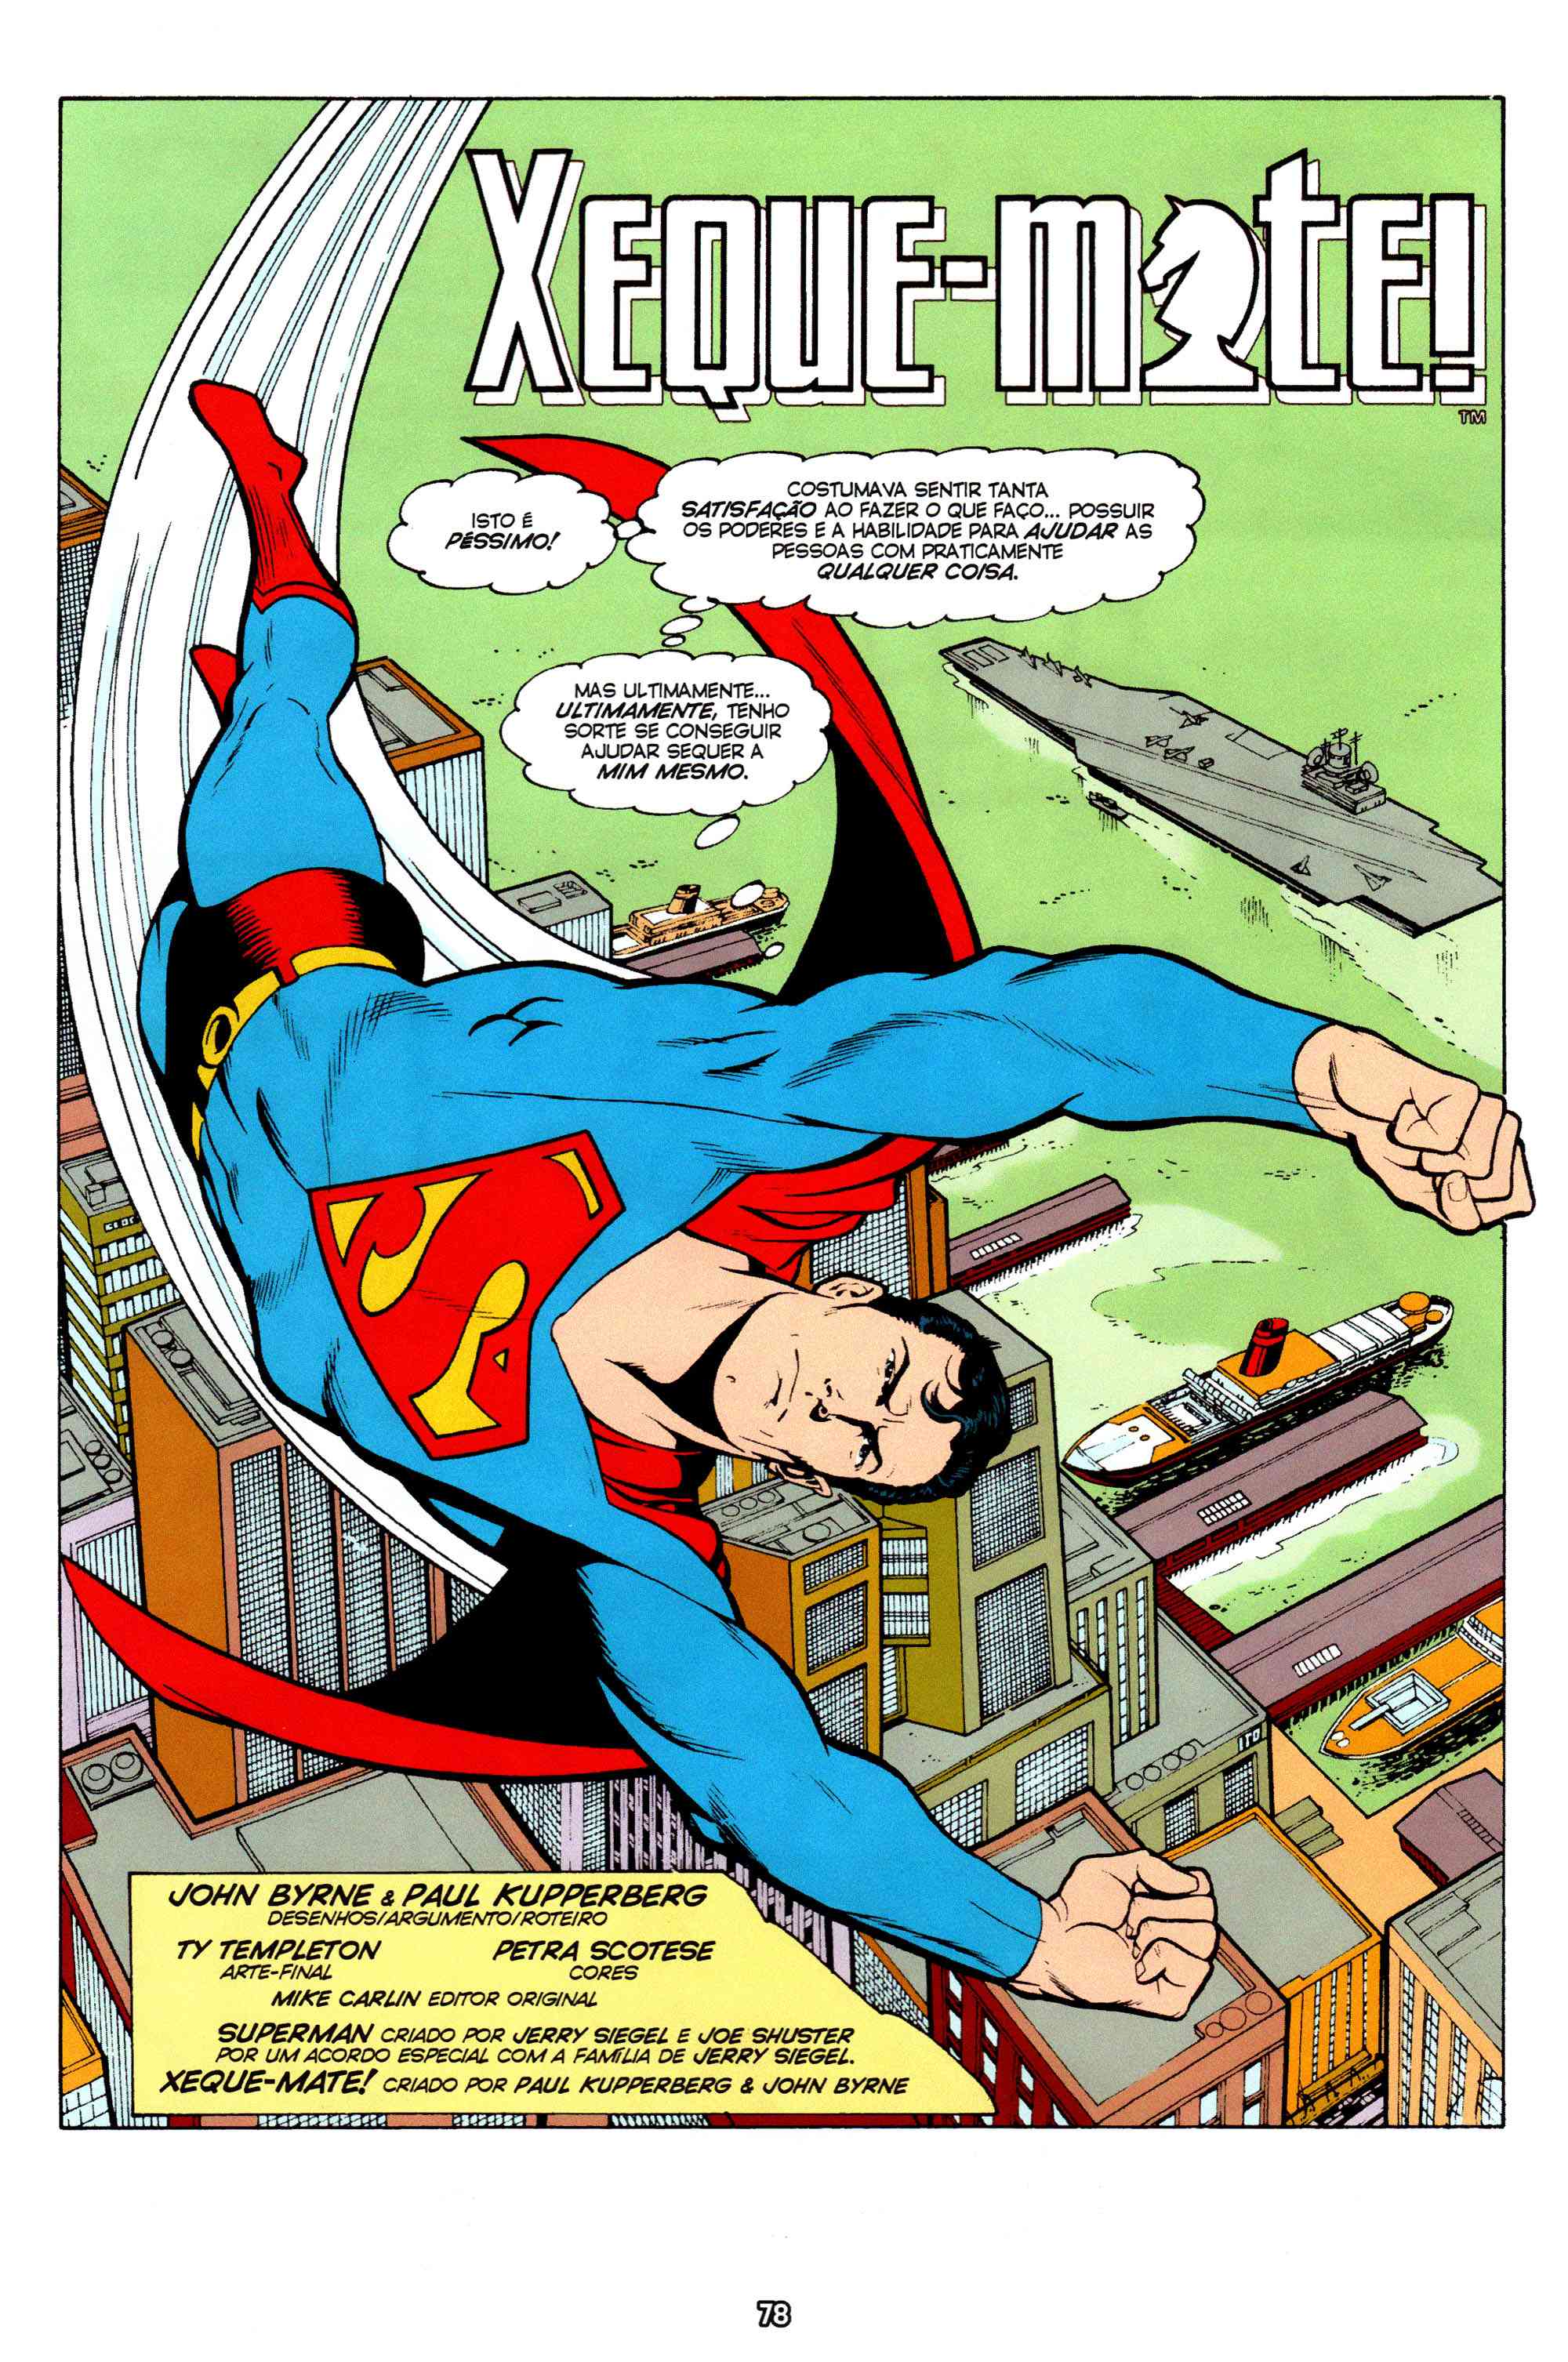 XEQUE-MATE!
TM
ISTO É
PÉSSIMO!
COSTUMAVA SENTIR TANTA
SATISFAÇÃO AO FAZER O QUE FAÇO... POSSUIR
OS PODERES E A HABILIDADE PARA AJUDAR AS
PESSOAS COM PRATICAMENTE
QUALQUER COISA.
MAS ULTIMAMENTE...
ULTIMAMENTE, TENHO
SORTE SE CONSEGUIR
AJUDAR SEQUER A
MIM MESMO.
JOHN BYRNE & PAUL KUPPERBERG
DESENHOS/ARGUMENTO/ROTEIRO
TY TEMPLETON PETRA SCOTESE
ARTE-FINAL CORES
MIKE CARLIN EDITOR ORIGINAL
SUPERMAN CRIADO POR JERRY SIEGEL E JOE SHUSTER
POR UM ACORDO ESPECIAL COM A FAMÍLIA DE JERRY SIEGEL.
XEQUE-MATE! CRIADO POR PAUL KUPPERBERG & JOHN BYRNE
78